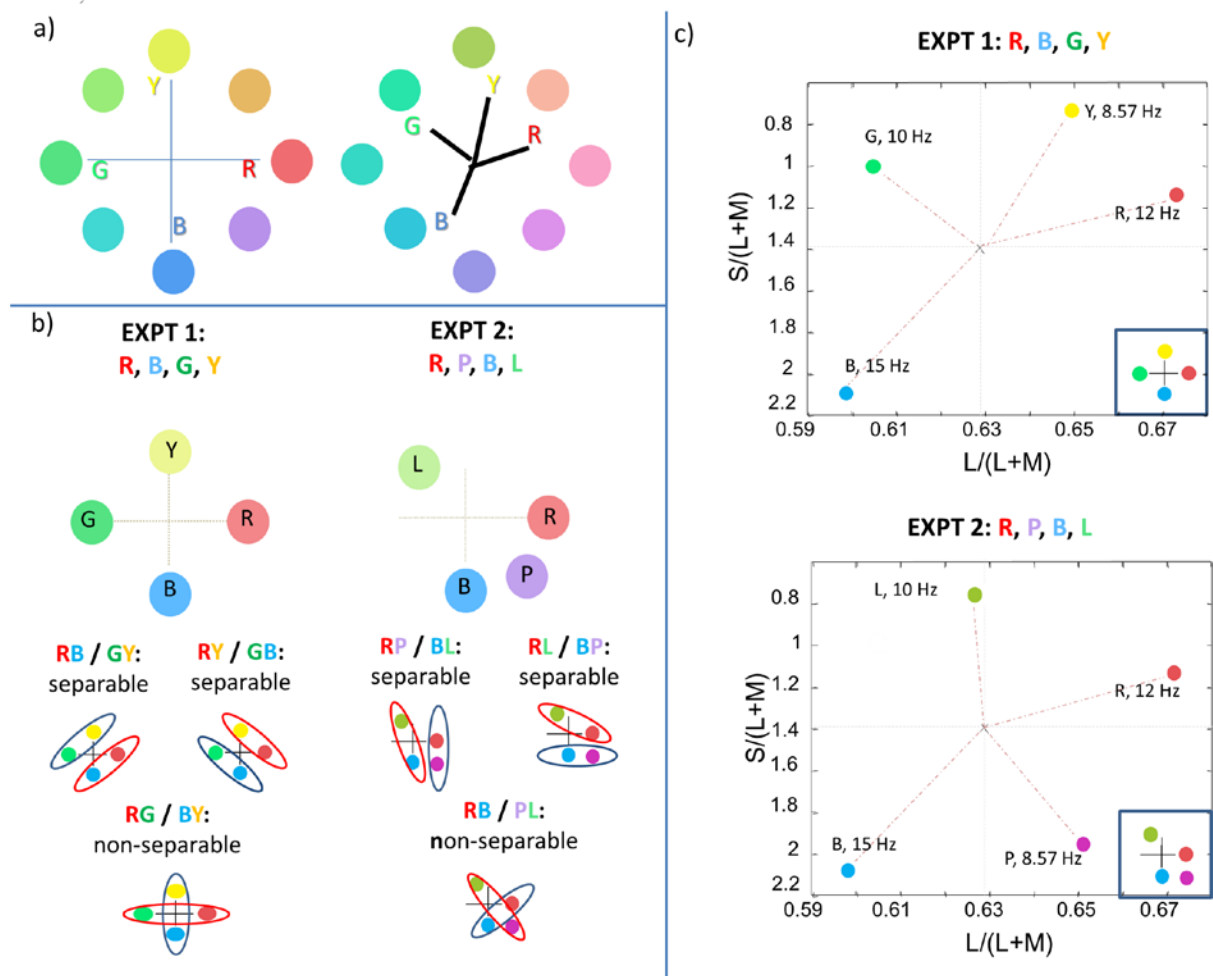 a)
Y
G
R
B
Y
G
R
B
b)
EXPT 1:
R, B, G, Y
EXPT 2:
R, P, B, L
Y
G
R
B
L
R
B
P
RB / GY:
separable
RY / GB:
separable
RP / BL:
separable
RL / BP:
separable
RG / BY:
non-separable
RB / PL:
non-separable
c)
EXPT 1: R, B, G, Y
S/(L+M)
0.8
1
1.2
1.4
1.6
1.8
2
2.2
G, 10 Hz
Y, 8.57 Hz
R, 12 Hz
B, 15 Hz
X
0.59
0.61
0.63
0.65
0.67
L/(L+M)
EXPT 2: R, P, B, L
S/(L+M)
0.8
1
1.2
1.4
1.6
1.8
2
2.2
L, 10 Hz
R, 12 Hz
B, 15 Hz
P, 8.57 Hz
X
0.59
0.61
0.63
0.65
0.67
L/(L+M)